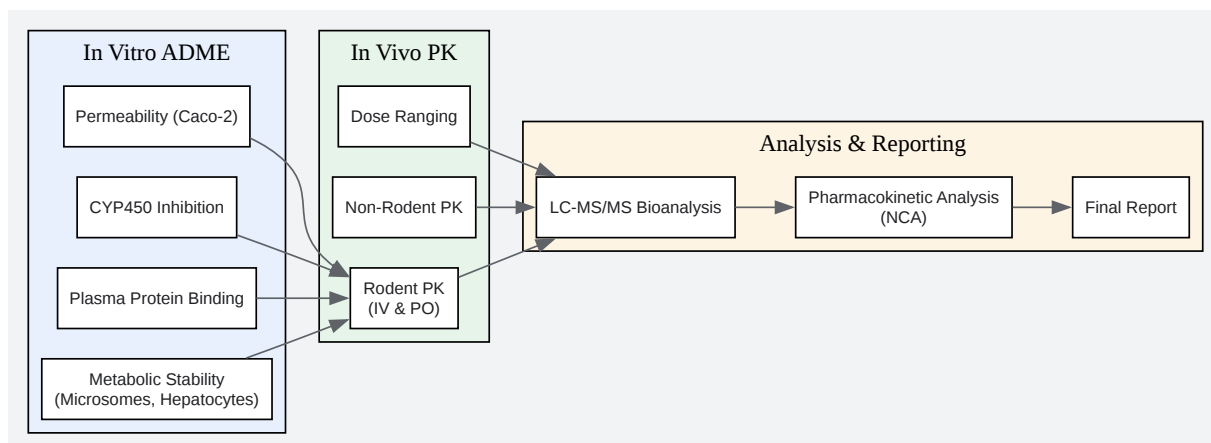 In Vitro ADME
Permeability (Caco-2)
CYP450 Inhibition
Plasma Protein Binding
Metabolic Stability
(Microsomes, Hepatocytes)
In Vivo PK
Dose Ranging
Non-Rodent PK
Rodent PK
(IV & PO)
Analysis & Reporting
LC-MS/MS Bioanalysis
Pharmacokinetic Analysis
(NCA)
Final Report